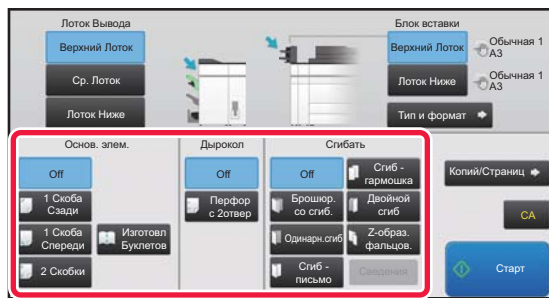 Лоток Вывода
Блок вставки
Верхний Лоток
Ср. Лоток
Лоток Ниже
Верхний Лоток
Обычная 1
A3
Лоток Ниже
Обычная 1
A3
Тип и формат
Основ. элем.
Off
1 Скоба
Сзади
1 Скоба
Спереди
Изготовл
Буклетов
2 Скобки
Дырокол
Off
Перфор
с 2отвер
Сгибать
Off
Сгиб -
гармошка
Брошюр.
со сгиб.
Двойной
сгиб
Одинарн.сгиб
Z-образ.
фальцов.
Сгиб -
письмо
Сведения
Копий/Страниц
CA
Старт